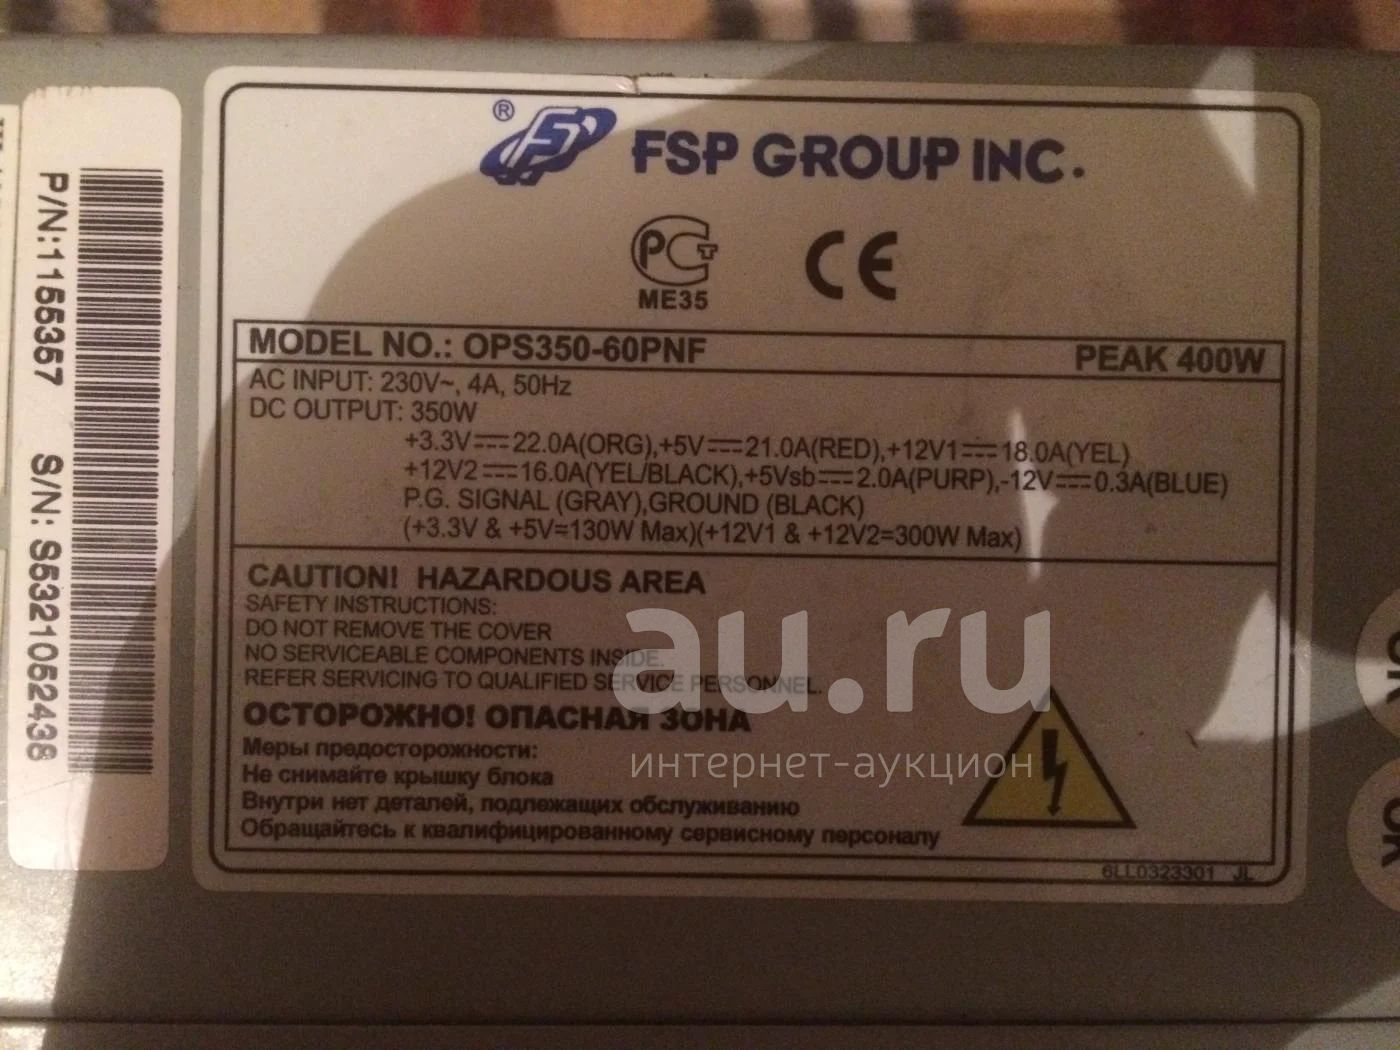 ® FSP GROUP INC.
PCT
ME35
CE
MODEL NO.: OPS350-60PNF PEAK 400W
AC INPUT: 230V~, 4A, 50Hz
DC OUTPUT: 350W
+3.3V⎓22.0A(ORG),+5V⎓21.0A(RED),+12V1⎓18.0A(YEL)
+12V2⎓16.0A(YEL/BLACK),+5Vsb⎓2.0A(PURP),-12V⎓0.3A(BLUE)
P.G. SIGNAL (GRAY),GROUND (BLACK)
(+3.3V & +5V=130W Max)(+12V1 & +12V2=300W Max)
CAUTION! HAZARDOUS AREA
SAFETY INSTRUCTIONS:
DO NOT REMOVE THE COVER
NO SERVICEABLE COMPONENTS INSIDE.
REFER SERVICING TO QUALIFIED SERVICE PERSONNEL.
ОСТОРОЖНО! ОПАСНАЯ ЗОНА
Меры предосторожности:
Не снимайте крышку блока
Внутри нет деталей, подлежащих обслуживанию
Обращайтесь к квалифицированному сервисному персоналу
6LL0323301 JL
P/N:1155357 S/N: S5321052438
au.ru
интернет-аукцион
OK